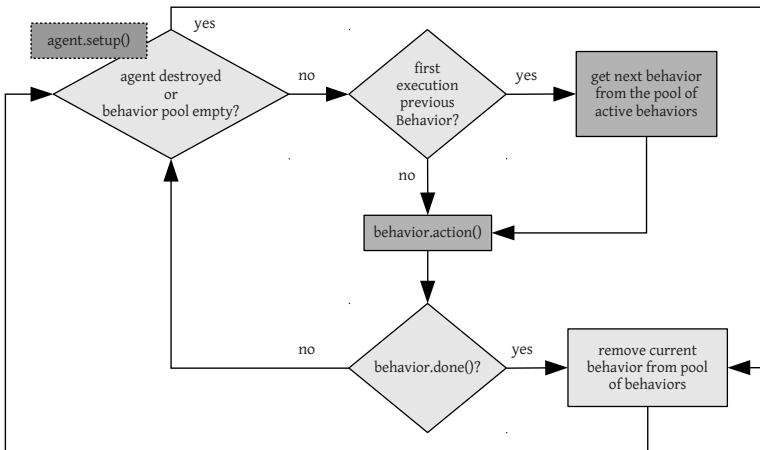 agent.setup()
yes
agent destroyed
or
behavior pool empty?
no
first
execution
previous
Behavior?
yes
get next behavior
from the pool of
active behaviors
no
behavior.action()
no
behavior.done()?
yes
remove current
behavior from pool
of behaviors